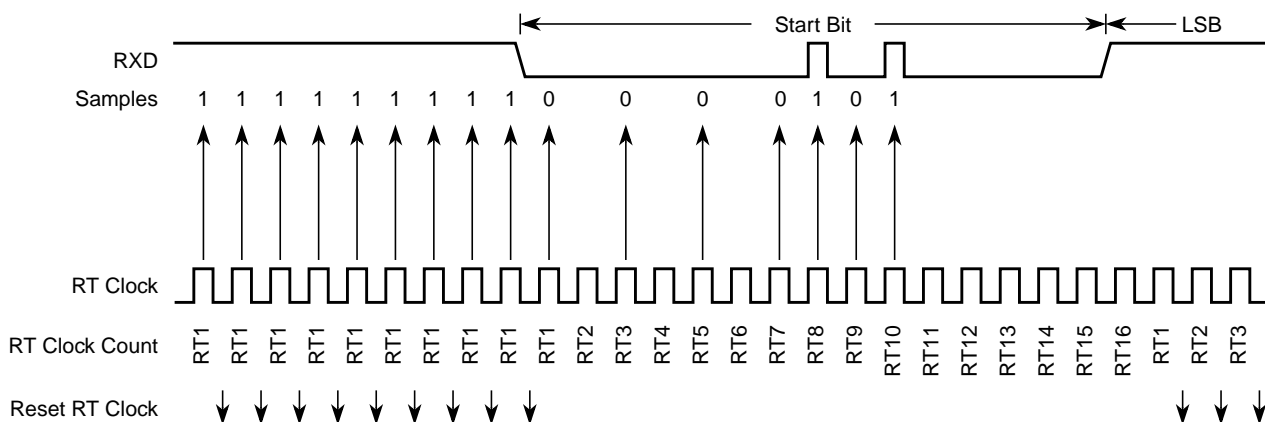 Start Bit LSB
RXD
Samples 1 1 1 1 1 1 1 1 1 0 0 0 0 1 0 1
RT Clock
RT Clock Count RT1 RT1 RT1 RT1 RT1 RT1 RT1 RT1 RT1 RT1 RT2 RT3 RT4 RT5 RT6 RT7 RT8 RT9 RT10 RT11 RT12 RT13 RT14 RT15 RT16 RT1 RT2 RT3
Reset RT Clock